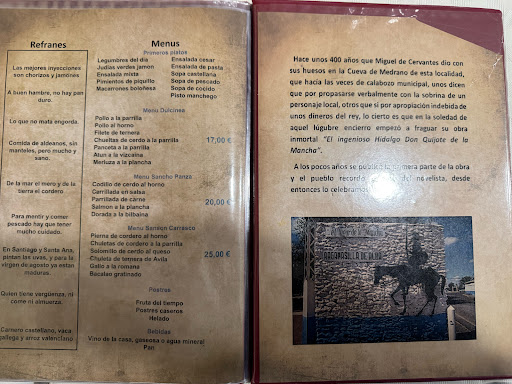 Refranes
Las mejores inyecciones
son chorizos y jamones
A buen hambre, no hay pan
duro.
Lo que no mata engorda.
Comida de aldeanos, sin
manteles, pero mucho y
sano.
De la mar el mero y de la
tierra el cordero
Para mentir y comer
pescado hay que tener
mucho cuidado.
En Santiago y Santa Ana,
pintan las uvas, y para la
virgen de agosto ya estan
maduras.
Quien tiene vergüenza, ni
come ni almuerza.
Carnero castellano, vaca
gallega y arroz valenciano
Menus
Primeros platos
Legumbres del dia
Judias verdes jamon
Ensalada mixta
Pimientos de piquillo
Macarrones boloñesa
Ensalada cesar
Ensalada de pasta
Sopa castellana
Sopa de pescado
Sopa de cocido
Pisto manchego
Menu Dulcinea
Pollo a la parrilla
Pollo al horno
Filete de ternera
Chuletas de cerdo a la parrilla
Panceta a la parrilla
Atun a la vizcaina
Merluza a la plancha
17,00 €
Menu Sancho Panza
Codillo de cerdo al horno
Carrillada en salsa
Parrillada de carne
Salmon a la plancha
Dorada a la bilbaina
20,00 €
Menu Sanson Carrasco
Pierna de cordero al horno
Chuletas de cordero a la parrilla
Solomillo de cerdo al queso
Chuleta de ternera de Avila
Gallo a la romana
Bacalao gratinado
25,00 €
Postres
Fruta del tiempo
Postres caseros
Helado
Bebidas
Vino de la casa, gaseosa o agua mineral
Pan
Hace unos 400 años que Miguel de Cervantes dio con
sus huesos en la Cueva de Medrano de esta localidad,
que hacía las veces de calabozo municipal, unos dicen
que por propasarse verbalmente con la sobrina de un
personaje local, otros que si por apropiación indebida de
unos dineros del rey, lo cierto es que en la soledad de
aquel lúgubre encierro empezó a fraguar su obra
inmortal "El ingenioso Hidalgo Don Quijote de la
Mancha".
A los pocos años se publicó la primera parte de la obra
y el pueblo recordó del novelista, desde
entonces lo celebramos
ARGAMASILLA DE ALBA